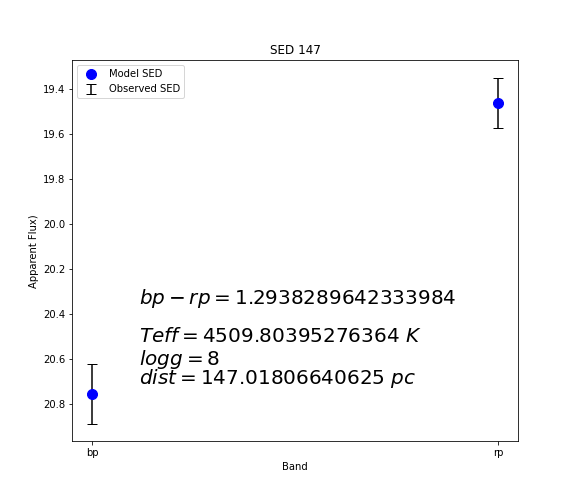 SED 147
Model SED
Observed SED
19.4
19.6
19.8
20.0
20.2
20.4
20.6
20.8
Apparent Flux)
bp − rp = 1.2938289642333984
Teff = 4509.80395276364 K
logg = 8
dist = 147.01806640625 pc
bp
rp
Band